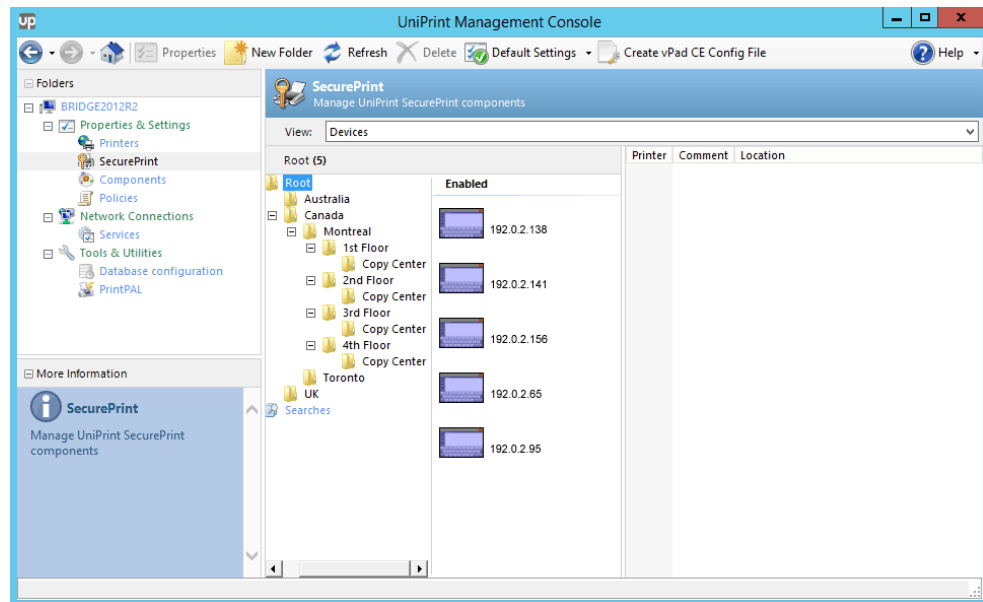 UP
UniPrint Management Console
Properties New Folder Refresh Delete Default Settings Create vPad CE Config File Help
Folders
BRIDGE2012R2
Properties & Settings
Printers
SecurePrint
Components
Policies
Network Connections
Services
Tools & Utilities
Database configuration
PrintPAL
More Information
SecurePrint
Manage UniPrint SecurePrint
components
SecurePrint
Manage UniPrint SecurePrint components
View: Devices
Root (5)
Root
Australia
Canada
Montreal
1st Floor
Copy Center
2nd Floor
Copy Center
3rd Floor
Copy Center
4th Floor
Copy Center
Toronto
UK
Searches
Enabled
192.0.2.138
192.0.2.141
192.0.2.156
192.0.2.65
192.0.2.95
Printer Comment Location